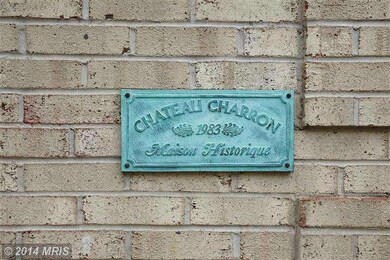 CHATEAU CHARRON
1983
Maison Historique
© 2014 MRIS